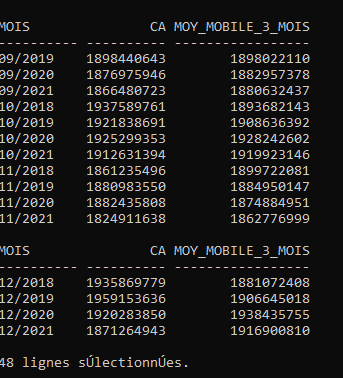 MOIS CA MOY_MOBILE_3_MOIS
---------- ---------- -----------------
09/2019 1898440643 1898022110
09/2020 1876975946 1882957378
09/2021 1866480723 1880632437
10/2018 1937589761 1893682143
10/2019 1921838691 1908636392
10/2020 1925299353 1928242602
10/2021 1912631394 1919923146
11/2018 1861235496 1899722081
11/2019 1880983550 1884950147
11/2020 1882435808 1874884951
11/2021 1824911638 1862776999
MOIS CA MOY_MOBILE_3_MOIS
---------- ---------- -----------------
12/2018 1935869779 1881072408
12/2019 1959153636 1906645018
12/2020 1920283850 1938435755
12/2021 1871264943 1916900810
48 lignes sÚlectionnÚes.